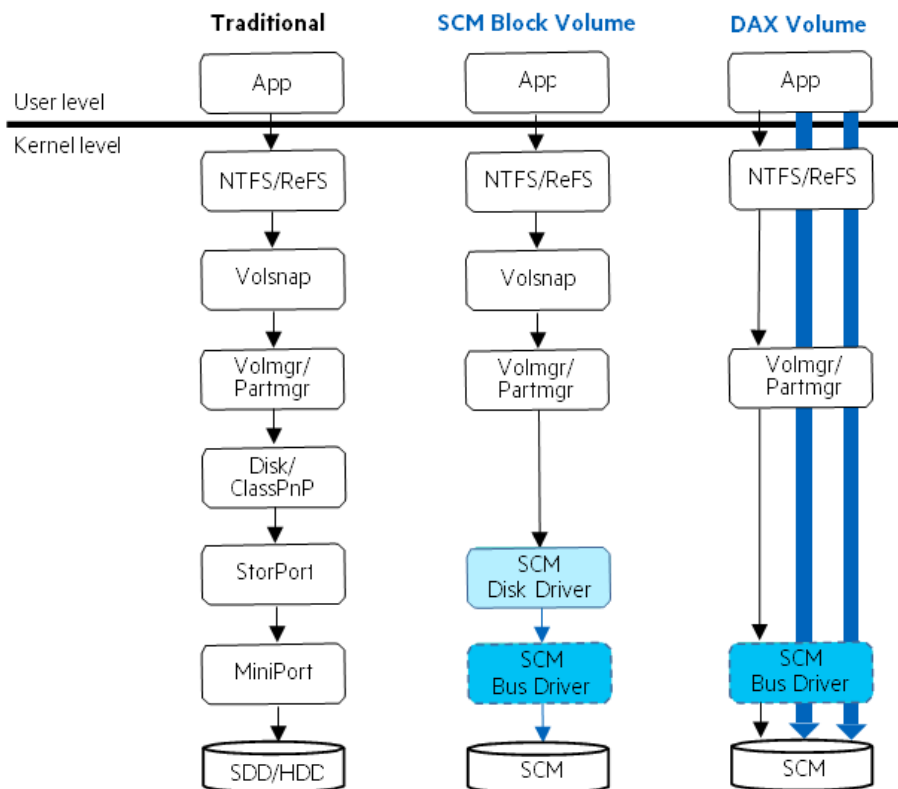 Traditional
SCM Block Volume
DAX Volume
App
App
App
User level
Kernel level
NTFS/ReFS
NTFS/ReFS
NTFS/ReFS
Volsnap
Volsnap
Volmgr/
Partmgr
Volmgr/
Partmgr
Volmgr/
Partmgr
Disk/
ClassPnP
StorPort
SCM
Disk Driver
MiniPort
SCM
Bus Driver
SCM
Bus Driver
SDD/HDD
SCM
SCM